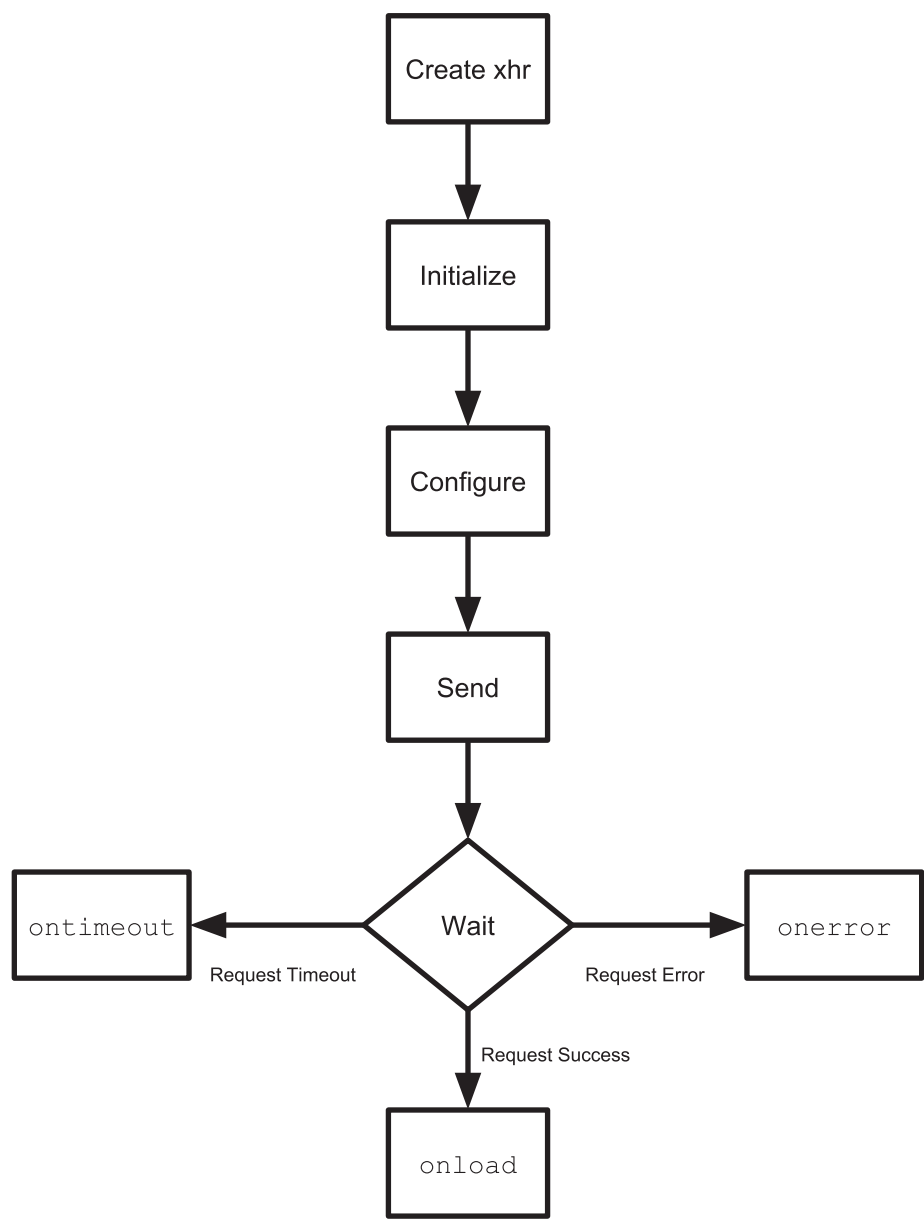 Create xhr
Initialize
Configure
Send
ontimeout
Wait
onerror
Request Timeout
Request Error
Request Success
onload